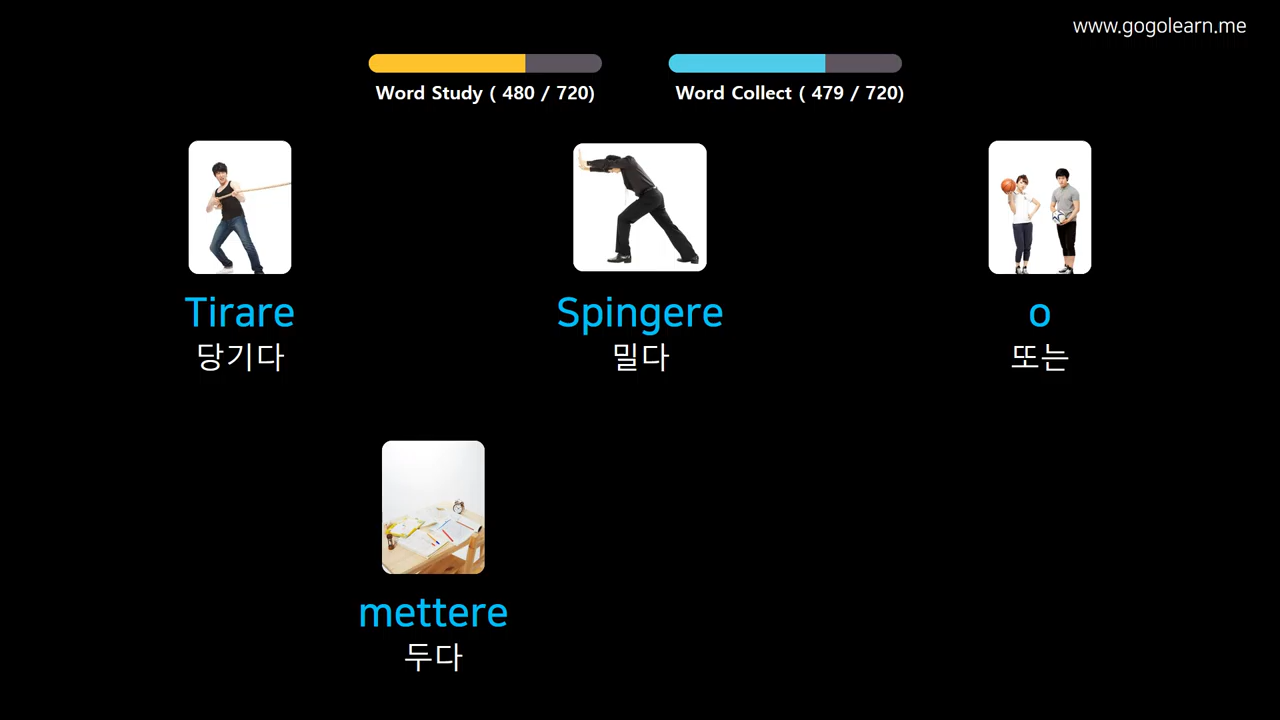 www.gogolearn.me
Word Study ( 480 / 720)
Word Collect ( 479 / 720)
Tirare
당기다
Spingere
밀다
o
또는
mettere
두다